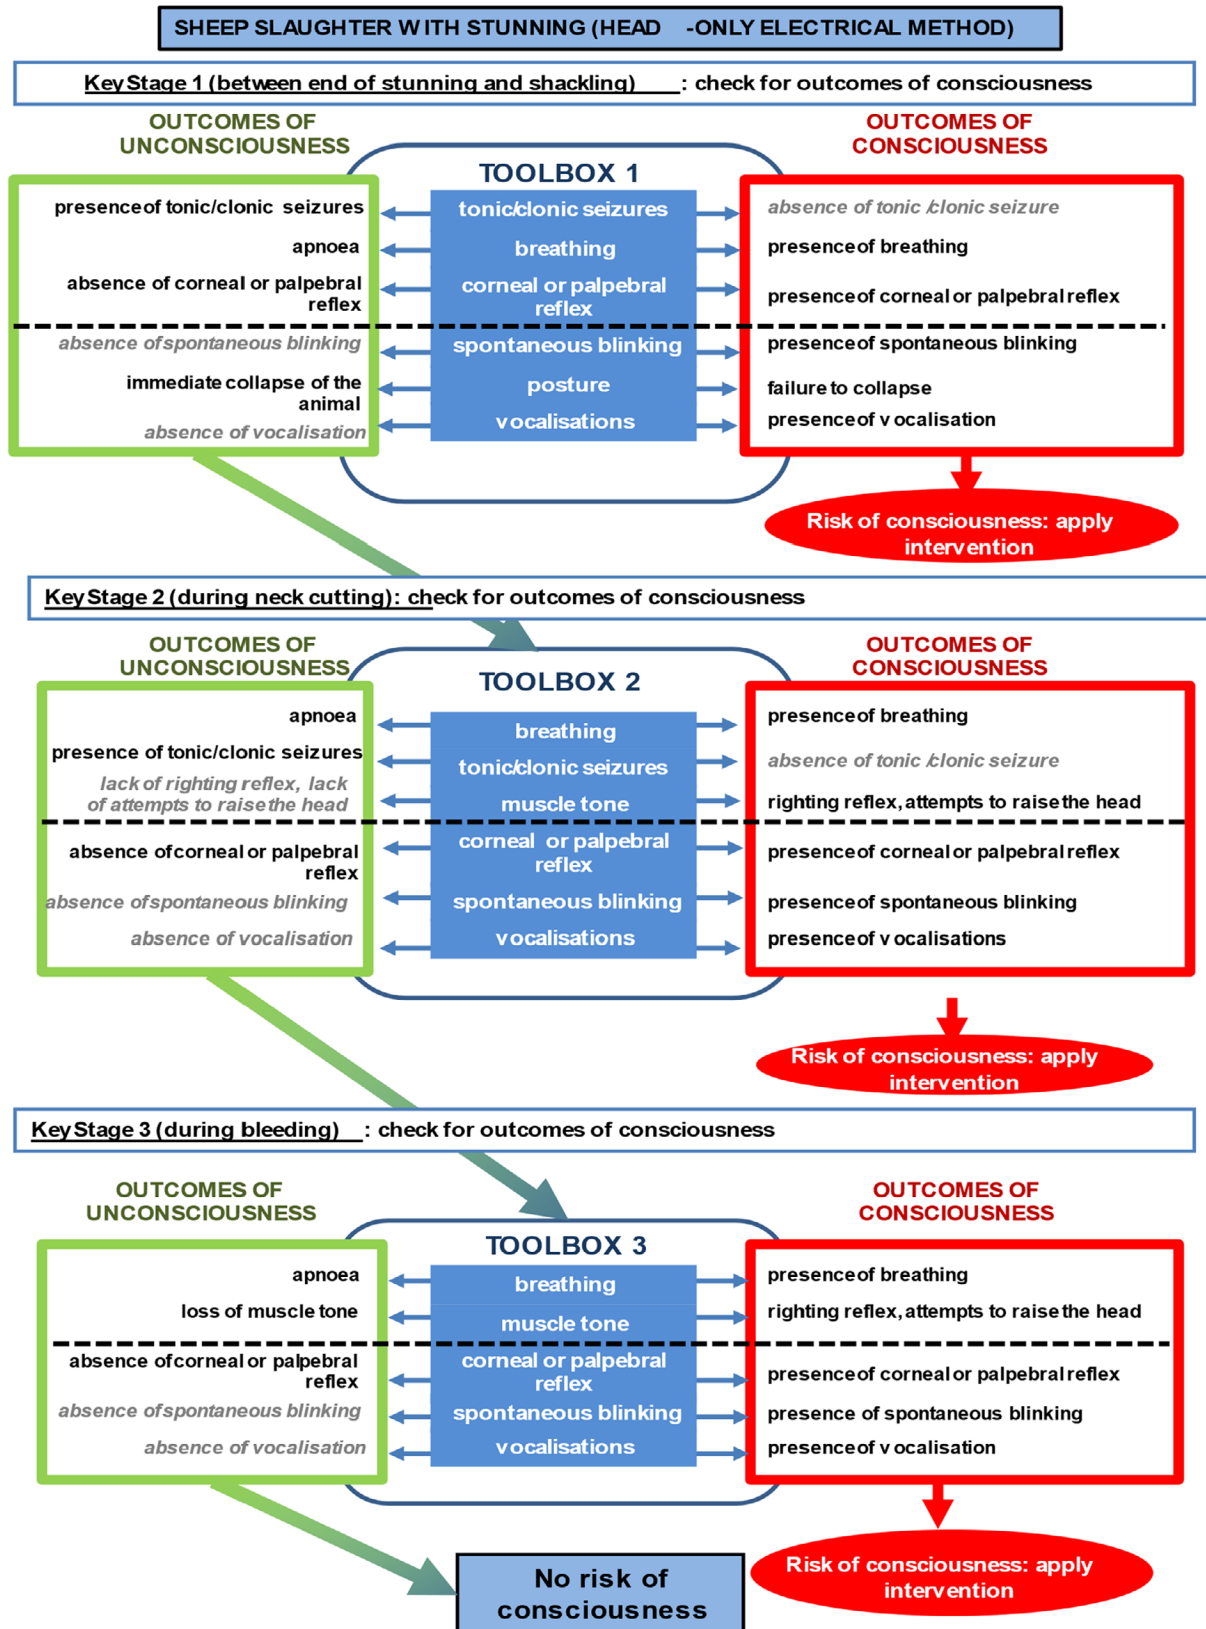 SHEEP SLAUGHTER WITH STUNNING (HEAD -ONLY ELECTRICAL METHOD)
Key Stage 1 (between end of stunning and shackling) : check for outcomes of consciousness
OUTCOMES OF
UNCONSCIOUSNESS
TOOLBOX 1
OUTCOMES OF
CONSCIOUSNESS
presence of tonic/clonic seizures
tonic/clonic seizures
absence of tonic /clonic seizure
apnoea
breathing
presence of breathing
absence of corneal or palpebral
reflex
corneal or palpebral
reflex
presence of corneal or palpebral reflex
absence of spontaneous blinking
spontaneous blinking
presence of spontaneous blinking
immediate collapse of the
animal
posture
failure to collapse
absence of vocalisation
vocalisations
presence of vocalisation
Risk of consciousness: apply
intervention
Key Stage 2 (during neck cutting): check for outcomes of consciousness
OUTCOMES OF
UNCONSCIOUSNESS
TOOLBOX 2
OUTCOMES OF
CONSCIOUSNESS
apnoea
breathing
presence of breathing
presence of tonic/clonic seizures
tonic/clonic seizures
absence of tonic /clonic seizure
lack of righting reflex, lack
of attempts to raise the head
muscle tone
righting reflex, attempts to raise the head
absence of corneal or palpebral
reflex
corneal or palpebral
reflex
presence of corneal or palpebral reflex
absence of spontaneous blinking
spontaneous blinking
presence of spontaneous blinking
absence of vocalisation
vocalisations
presence of vocalisations
Risk of consciousness: apply
intervention
Key Stage 3 (during bleeding) : check for outcomes of consciousness
OUTCOMES OF
UNCONSCIOUSNESS
TOOLBOX 3
OUTCOMES OF
CONSCIOUSNESS
apnoea
breathing
presence of breathing
loss of muscle tone
muscle tone
righting reflex, attempts to raise the head
absence of corneal or palpebral
reflex
corneal or palpebral
reflex
presence of corneal or palpebral reflex
absence of spontaneous blinking
spontaneous blinking
presence of spontaneous blinking
absence of vocalisation
vocalisations
presence of vocalisation
Risk of consciousness: apply
intervention
No risk of
consciousness